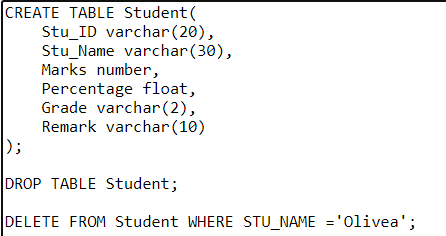 CREATE TABLE Student(
    Stu_ID varchar(20),
    Stu_Name varchar(30),
    Marks number,
    Percentage float,
    Grade varchar(2),
    Remark varchar(10)
);

DROP TABLE Student;

DELETE FROM Student WHERE STU_NAME ='Olivea';